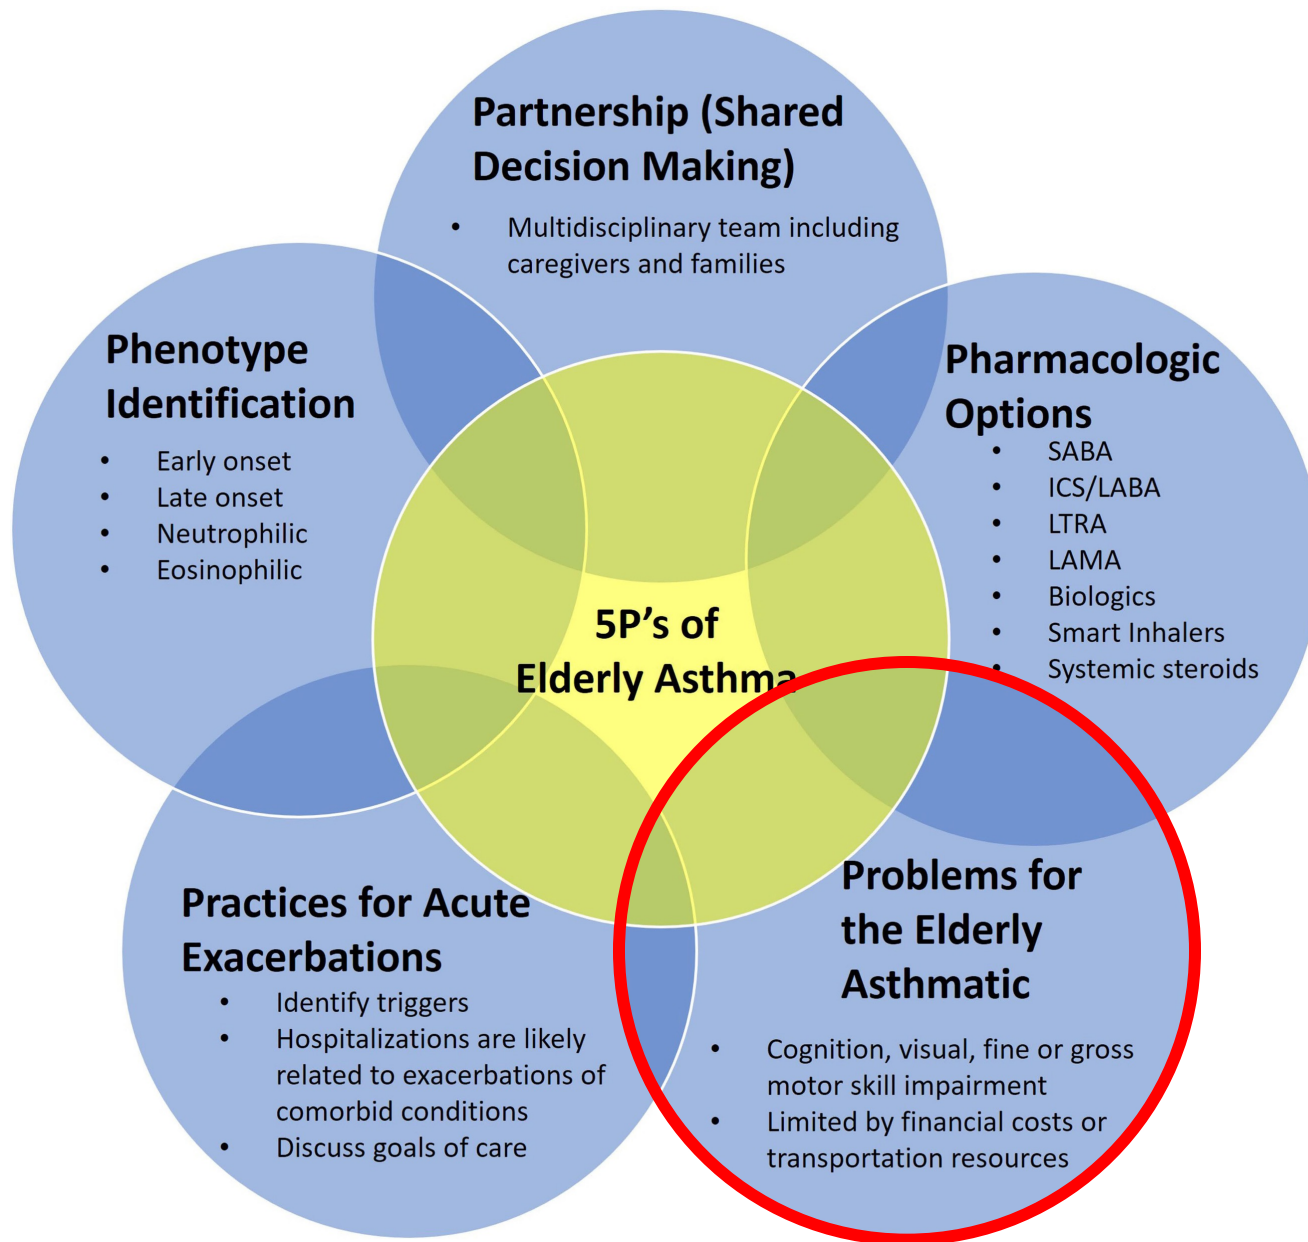 Partnership (Shared
Decision Making)
• Multidisciplinary team including
caregivers and families
Phenotype
Identification
• Early onset
• Late onset
• Neutrophilic
• Eosinophilic
Pharmacologic
Options
• SABA
• ICS/LABA
• LTRA
• LAMA
• Biologics
• Smart Inhalers
• Systemic steroids
5P’s of
Elderly Asthma
Practices for Acute
Exacerbations
• Identify triggers
• Hospitalizations are likely
related to exacerbations of
comorbid conditions
• Discuss goals of care
Problems for
the Elderly
Asthmatic
• Cognition, visual, fine or gross
motor skill impairment
• Limited by financial costs or
transportation resources